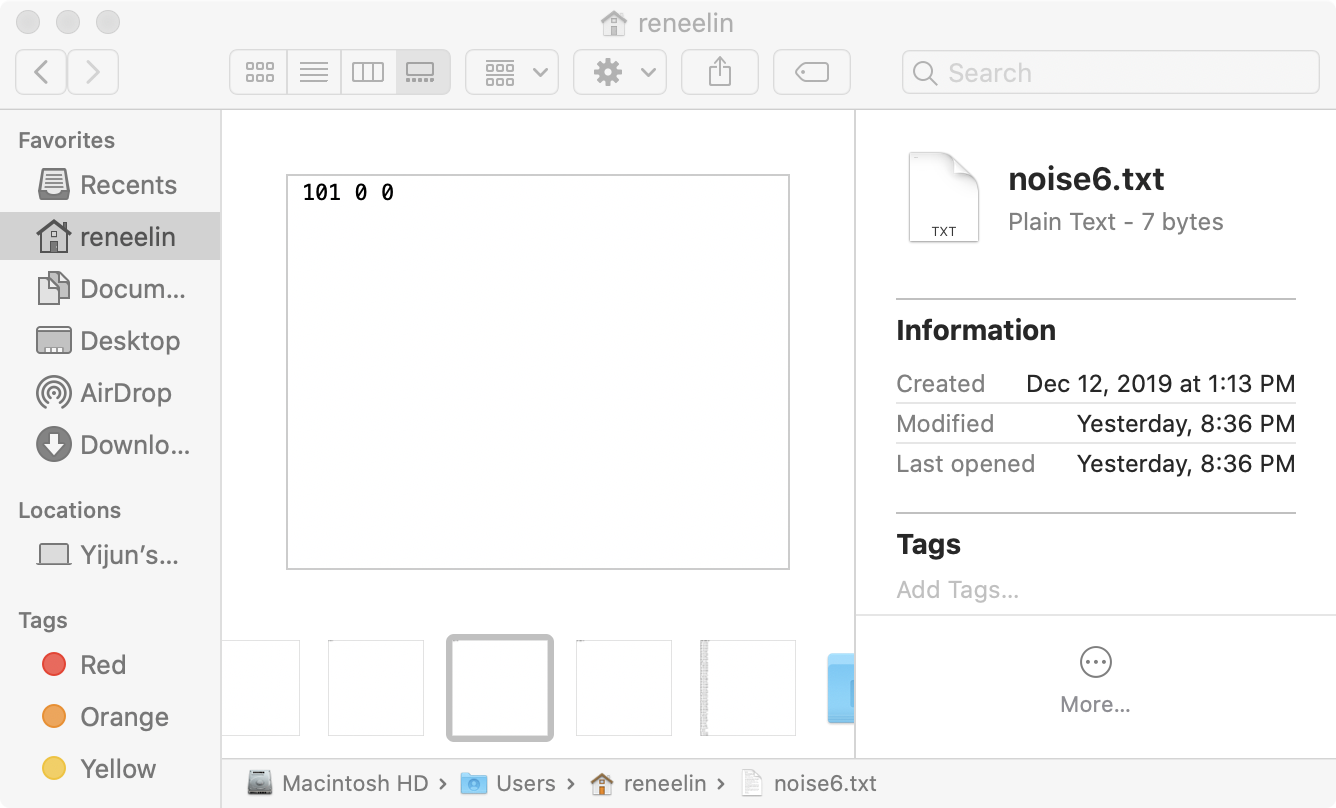 reneelin
Search
Favorites
Recents
reneelin
Docum...
Desktop
AirDrop
Downlo...
Locations
Yijun’s...
Tags
Red
Orange
Yellow
101 0 0
TXT
noise6.txt
Plain Text - 7 bytes
Information
Created Dec 12, 2019 at 1:13 PM
Modified Yesterday, 8:36 PM
Last opened Yesterday, 8:36 PM
Tags
Add Tags...
More...
Macintosh HD › Users › reneelin › noise6.txt